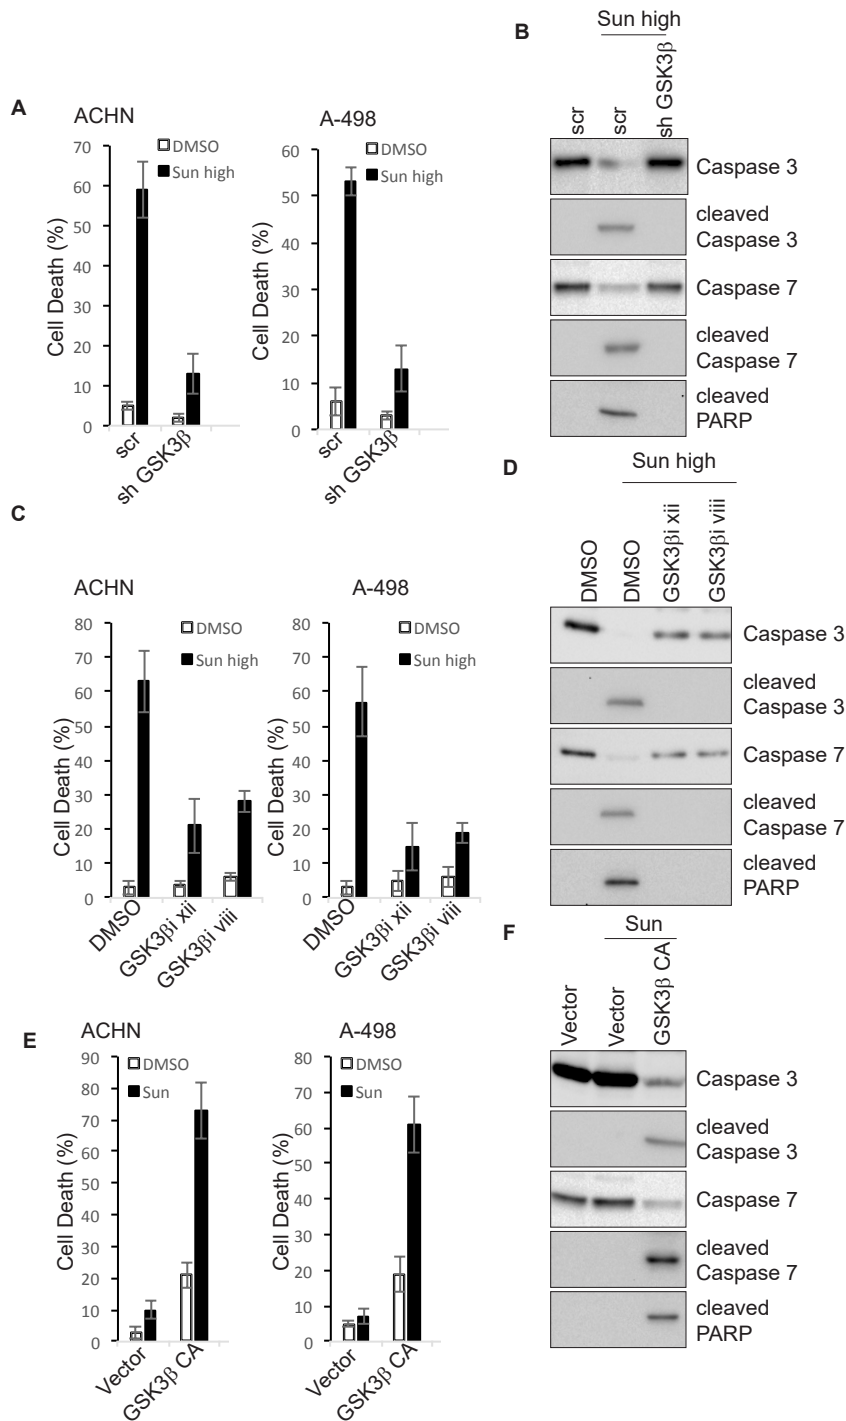 A
ACHN
DMSO
Sun high
Cell Death (%)
70
60
50
40
30
20
10
0
scr
sh GSK3β
A-498
DMSO
Sun high
Cell Death (%)
60
50
40
30
20
10
0
scr
sh GSK3β
B
Sun high
scr
scr
sh GSK3β
Caspase 3
cleaved
Caspase 3
Caspase 7
cleaved
Caspase 7
cleaved
PARP
C
ACHN
DMSO
Sun high
Cell Death (%)
80
70
60
50
40
30
20
10
0
DMSO
GSK3βi xii
GSK3βi viii
A-498
DMSO
Sun high
Cell Death (%)
80
70
60
50
40
30
20
10
0
DMSO
GSK3βi xii
GSK3βi viii
D
Sun high
DMSO
DMSO
GSK3βi xii
GSK3βi viii
Caspase 3
cleaved
Caspase 3
Caspase 7
cleaved
Caspase 7
cleaved
PARP
E
ACHN
DMSO
Sun
Cell Death (%)
90
80
70
60
50
40
30
20
10
0
Vector
GSK3β CA
A-498
DMSO
Sun
Cell Death (%)
80
70
60
50
40
30
20
10
0
Vector
GSK3β CA
F
Sun
Vector
Vector
GSK3β CA
Caspase 3
cleaved
Caspase 3
Caspase 7
cleaved
Caspase 7
cleaved
PARP